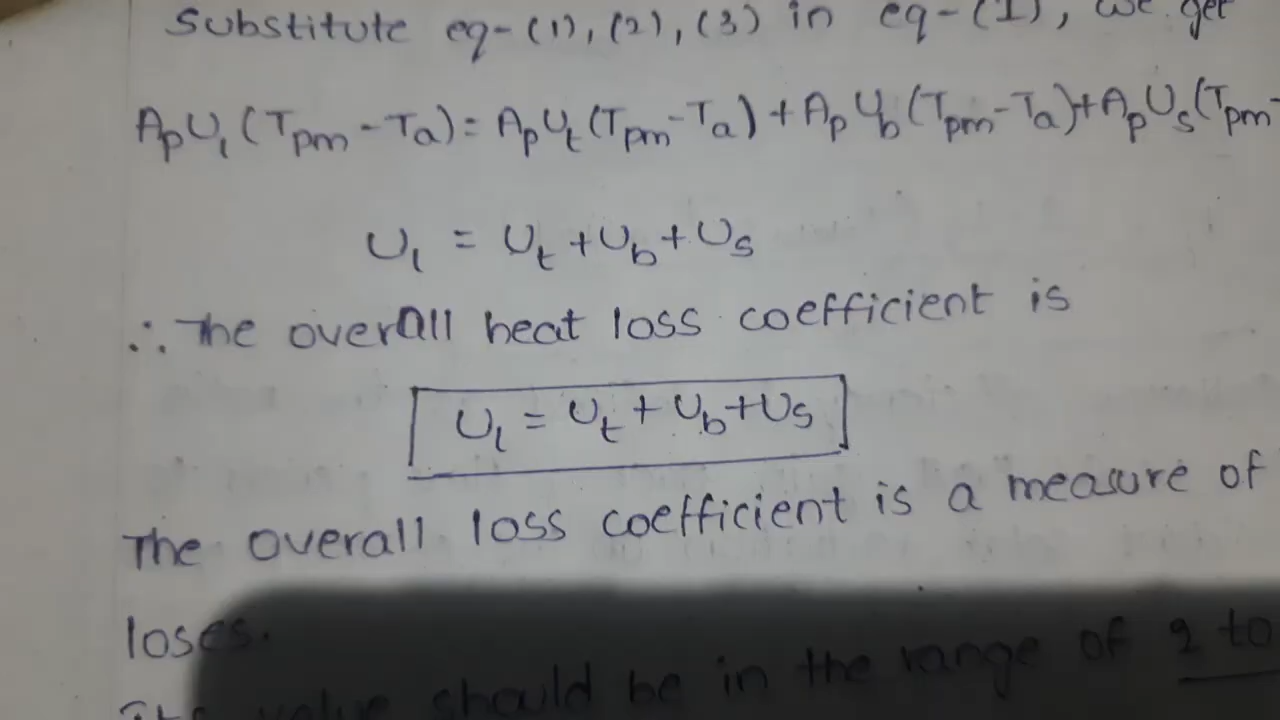 Substitute eq-(1),(2),(3) in eq-(I), we get
ApUl(Tpm-Ta)=ApUt(Tpm-Ta)+ApUb(Tpm-Ta)+ApUs(Tpm-
Ul = Ut+Ub+Us
∴ The overall heat loss coefficient is
Ul = Ut+Ub+Us
The overall loss coefficient is a measure of
loses.
value should be in the range of 2 to